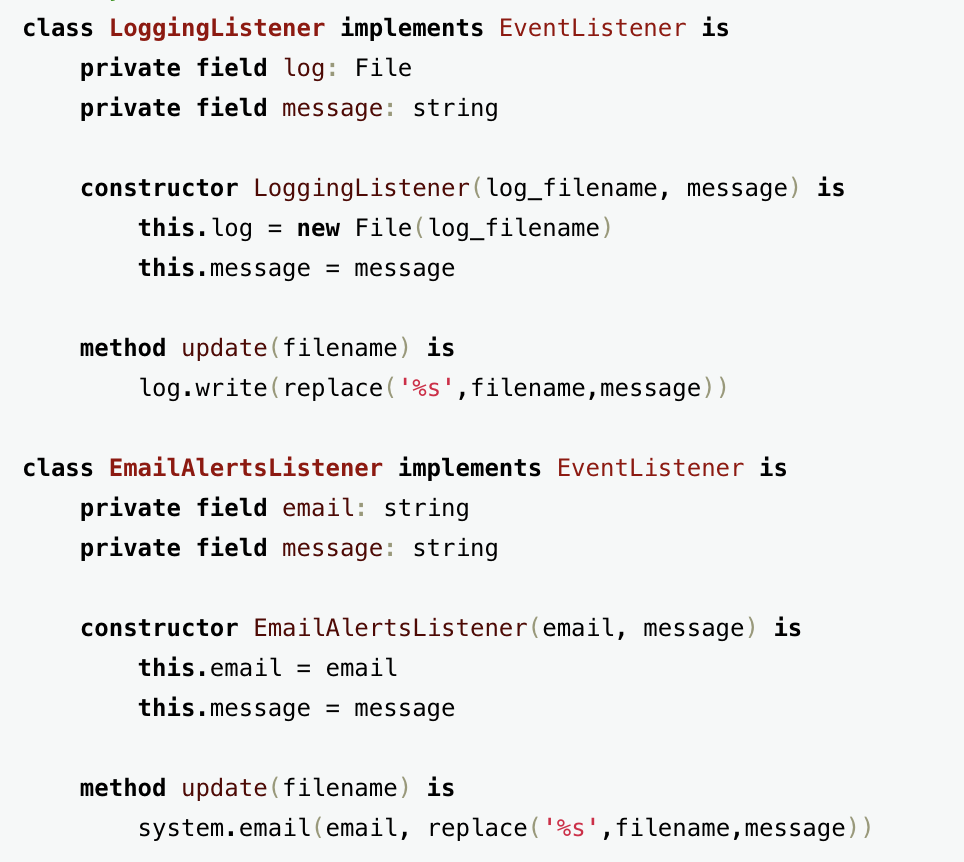 class LoggingListener implements EventListener is
    private field log: File
    private field message: string

    constructor LoggingListener(log_filename, message) is
        this.log = new File(log_filename)
        this.message = message

    method update(filename) is
        log.write(replace('%s',filename,message))

class EmailAlertsListener implements EventListener is
    private field email: string
    private field message: string

    constructor EmailAlertsListener(email, message) is
        this.email = email
        this.message = message

    method update(filename) is
        system.email(email, replace('%s',filename,message))